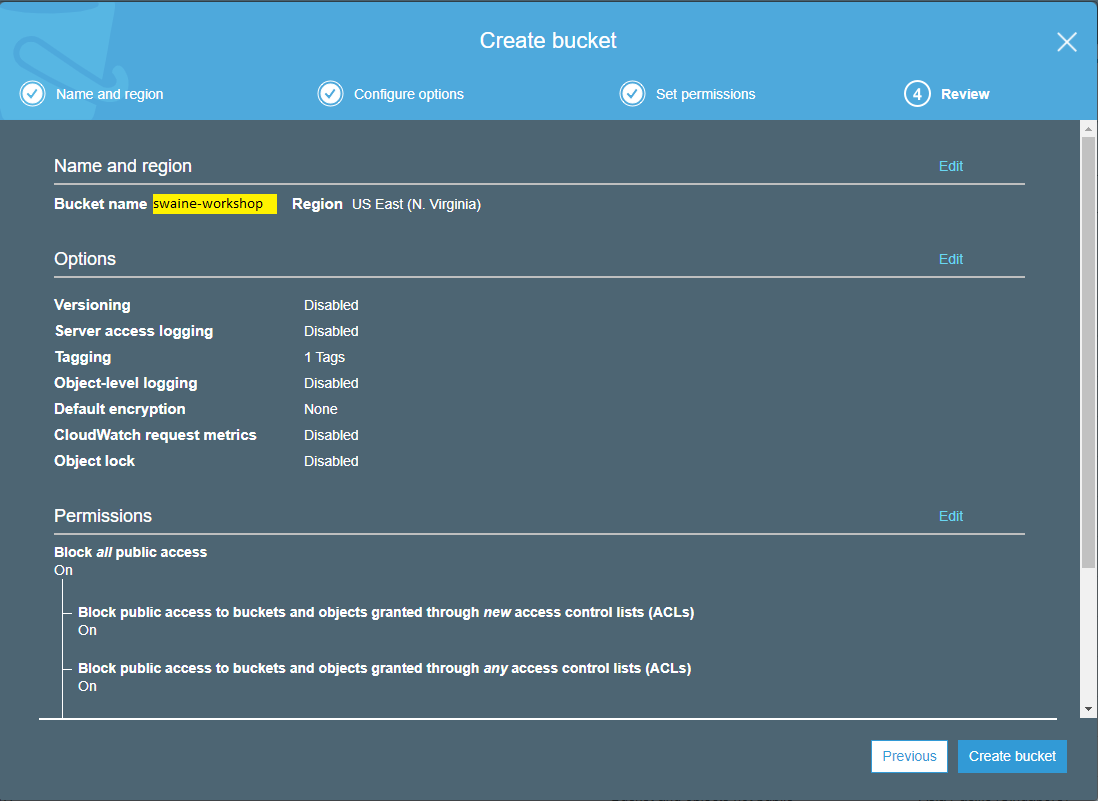 Create bucket
Name and region Configure options Set permissions 4 Review
Name and region Edit
Bucket name swaine-workshop Region US East (N. Virginia)
Options Edit
Versioning Disabled
Server access logging Disabled
Tagging 1 Tags
Object-level logging Disabled
Default encryption None
CloudWatch request metrics Disabled
Object lock Disabled
Permissions Edit
Block all public access
On
Block public access to buckets and objects granted through new access control lists (ACLs)
On
Block public access to buckets and objects granted through any access control lists (ACLs)
On
Previous Create bucket